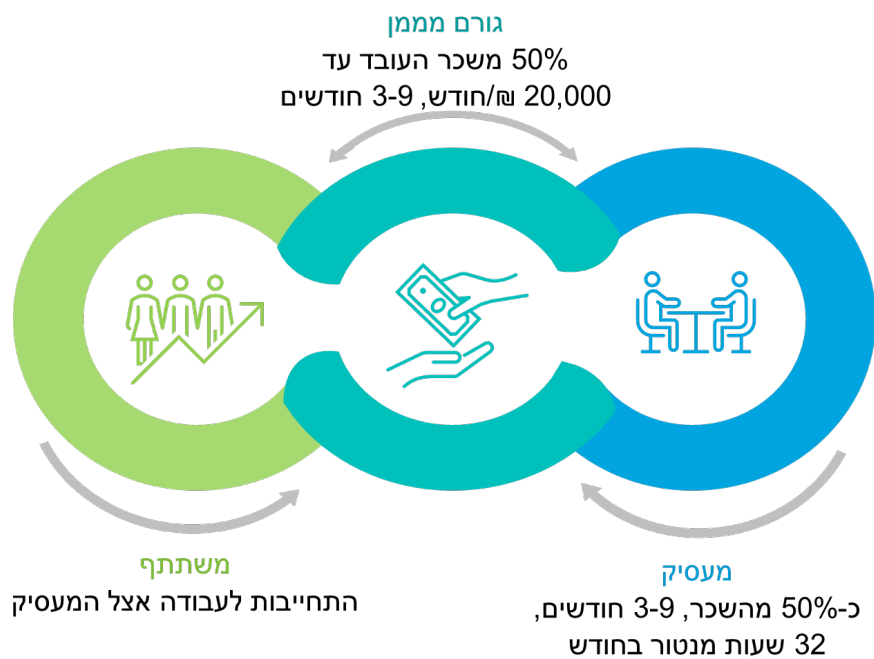 גורם מממן
50% משכר העובד עד
20,000 ₪/חודש, 3-9 חודשים
מעסיק
כ-50% מהשכר, 3-9 חודשים,
32 שעות מנטור בחודש
משתתף
התחייבות לעבודה אצל המעסיק